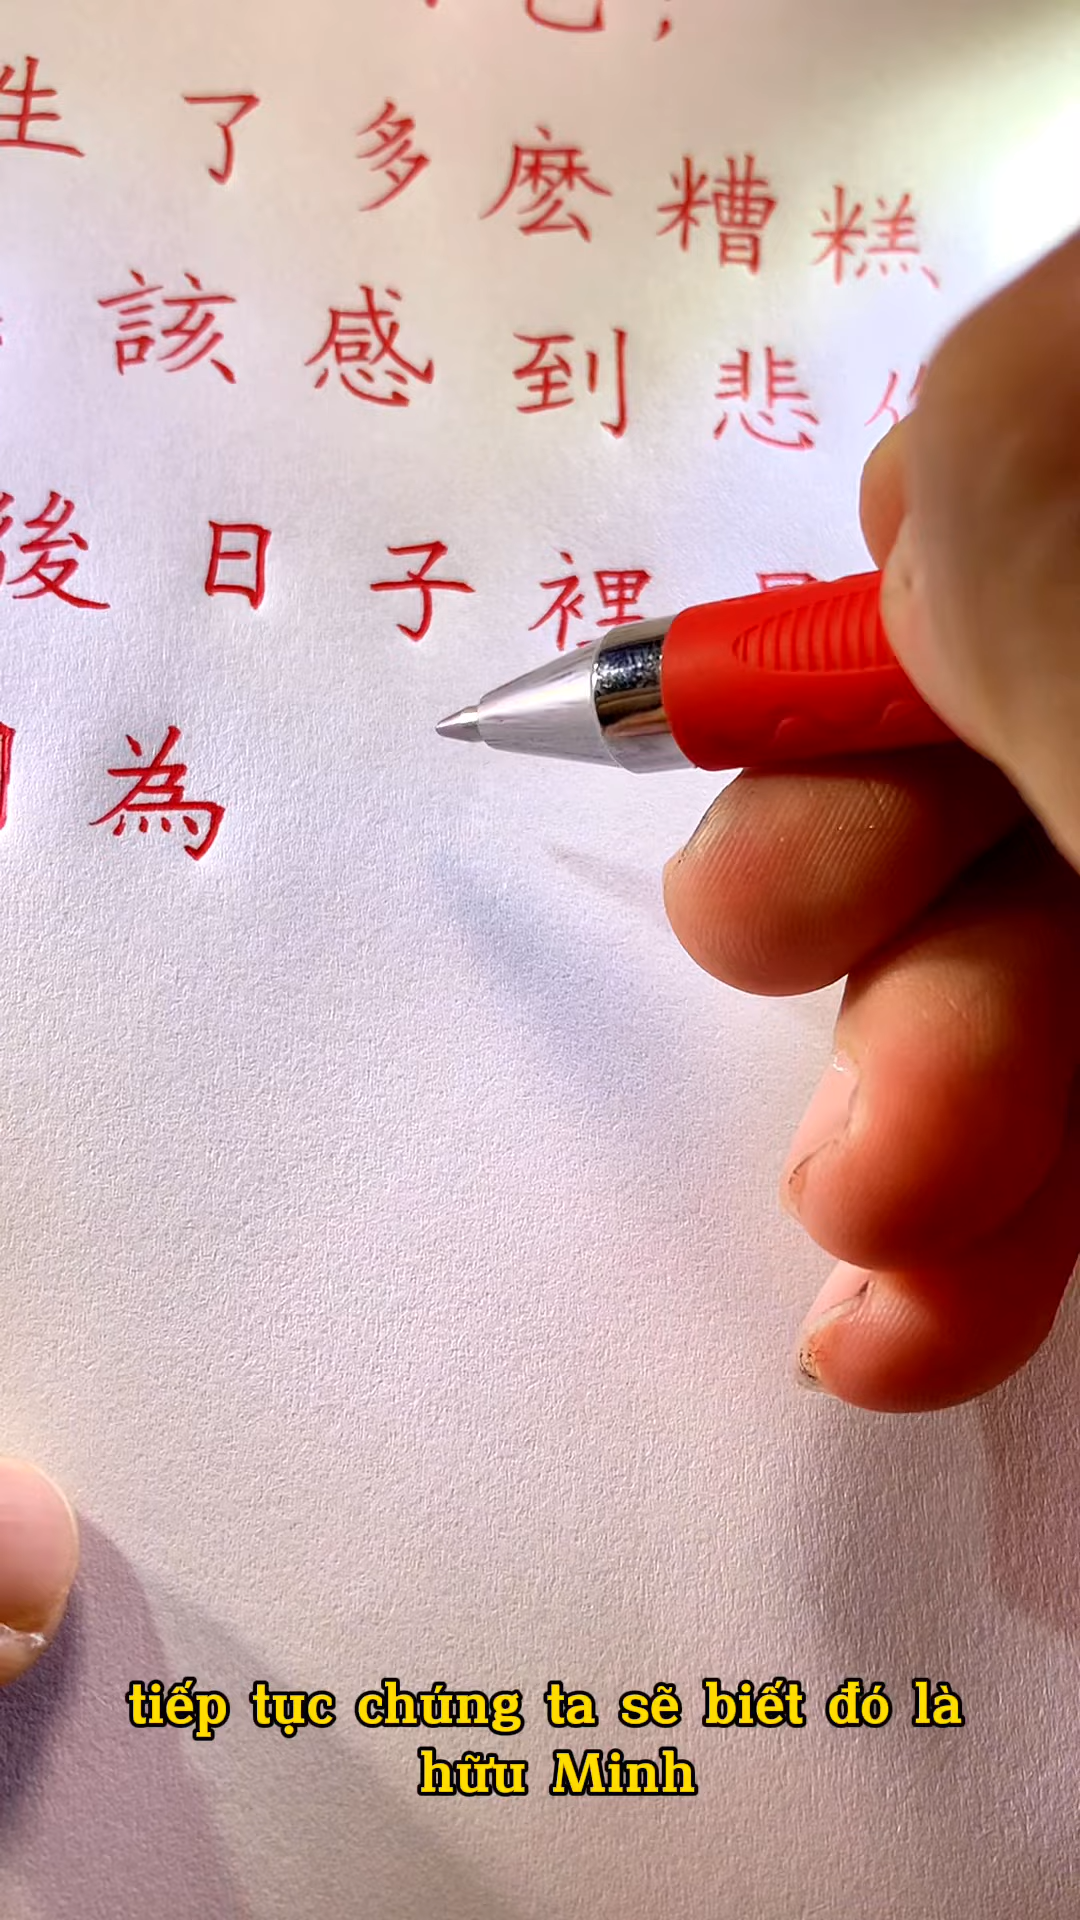 生了多麼糟糕
該感到悲
後日子裡
為
tiếp tục chúng ta sẽ biết đó là
hữu Minh